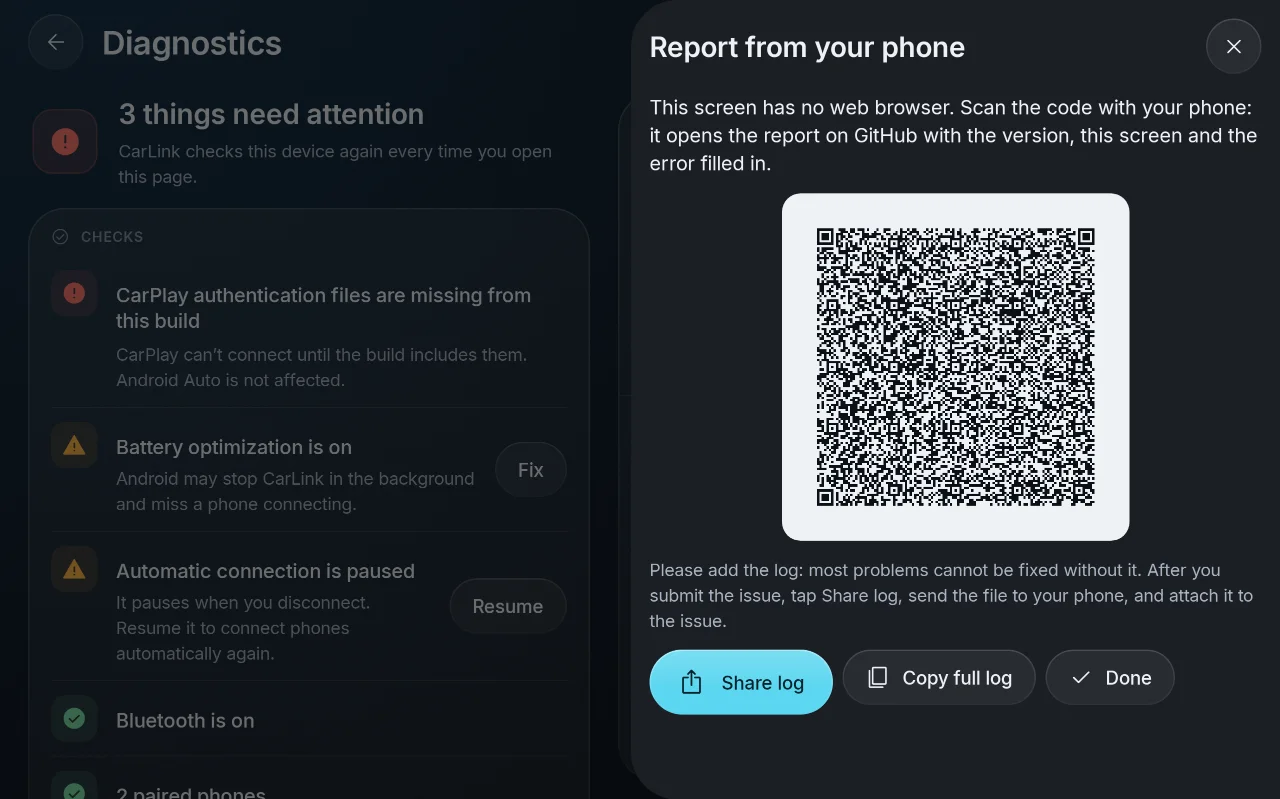 Diagnostics
3 things need attention
CarLink checks this device again every time you open
this page.
CHECKS
CarPlay authentication files are missing from
this build
CarPlay can't connect until the build includes them.
Android Auto is not affected.
Battery optimization is on
Android may stop CarLink in the background
and miss a phone connecting.
Fix
Automatic connection is paused
It pauses when you disconnect.
Resume it to connect phones
automatically again.
Resume
Bluetooth is on
2 paired phones
Report from your phone
This screen has no web browser. Scan the code with your phone:
it opens the report on GitHub with the version, this screen and the
error filled in.
Please add the log: most problems cannot be fixed without it. After you
submit the issue, tap Share log, send the file to your phone, and attach it to
the issue.
Share log
Copy full log
Done